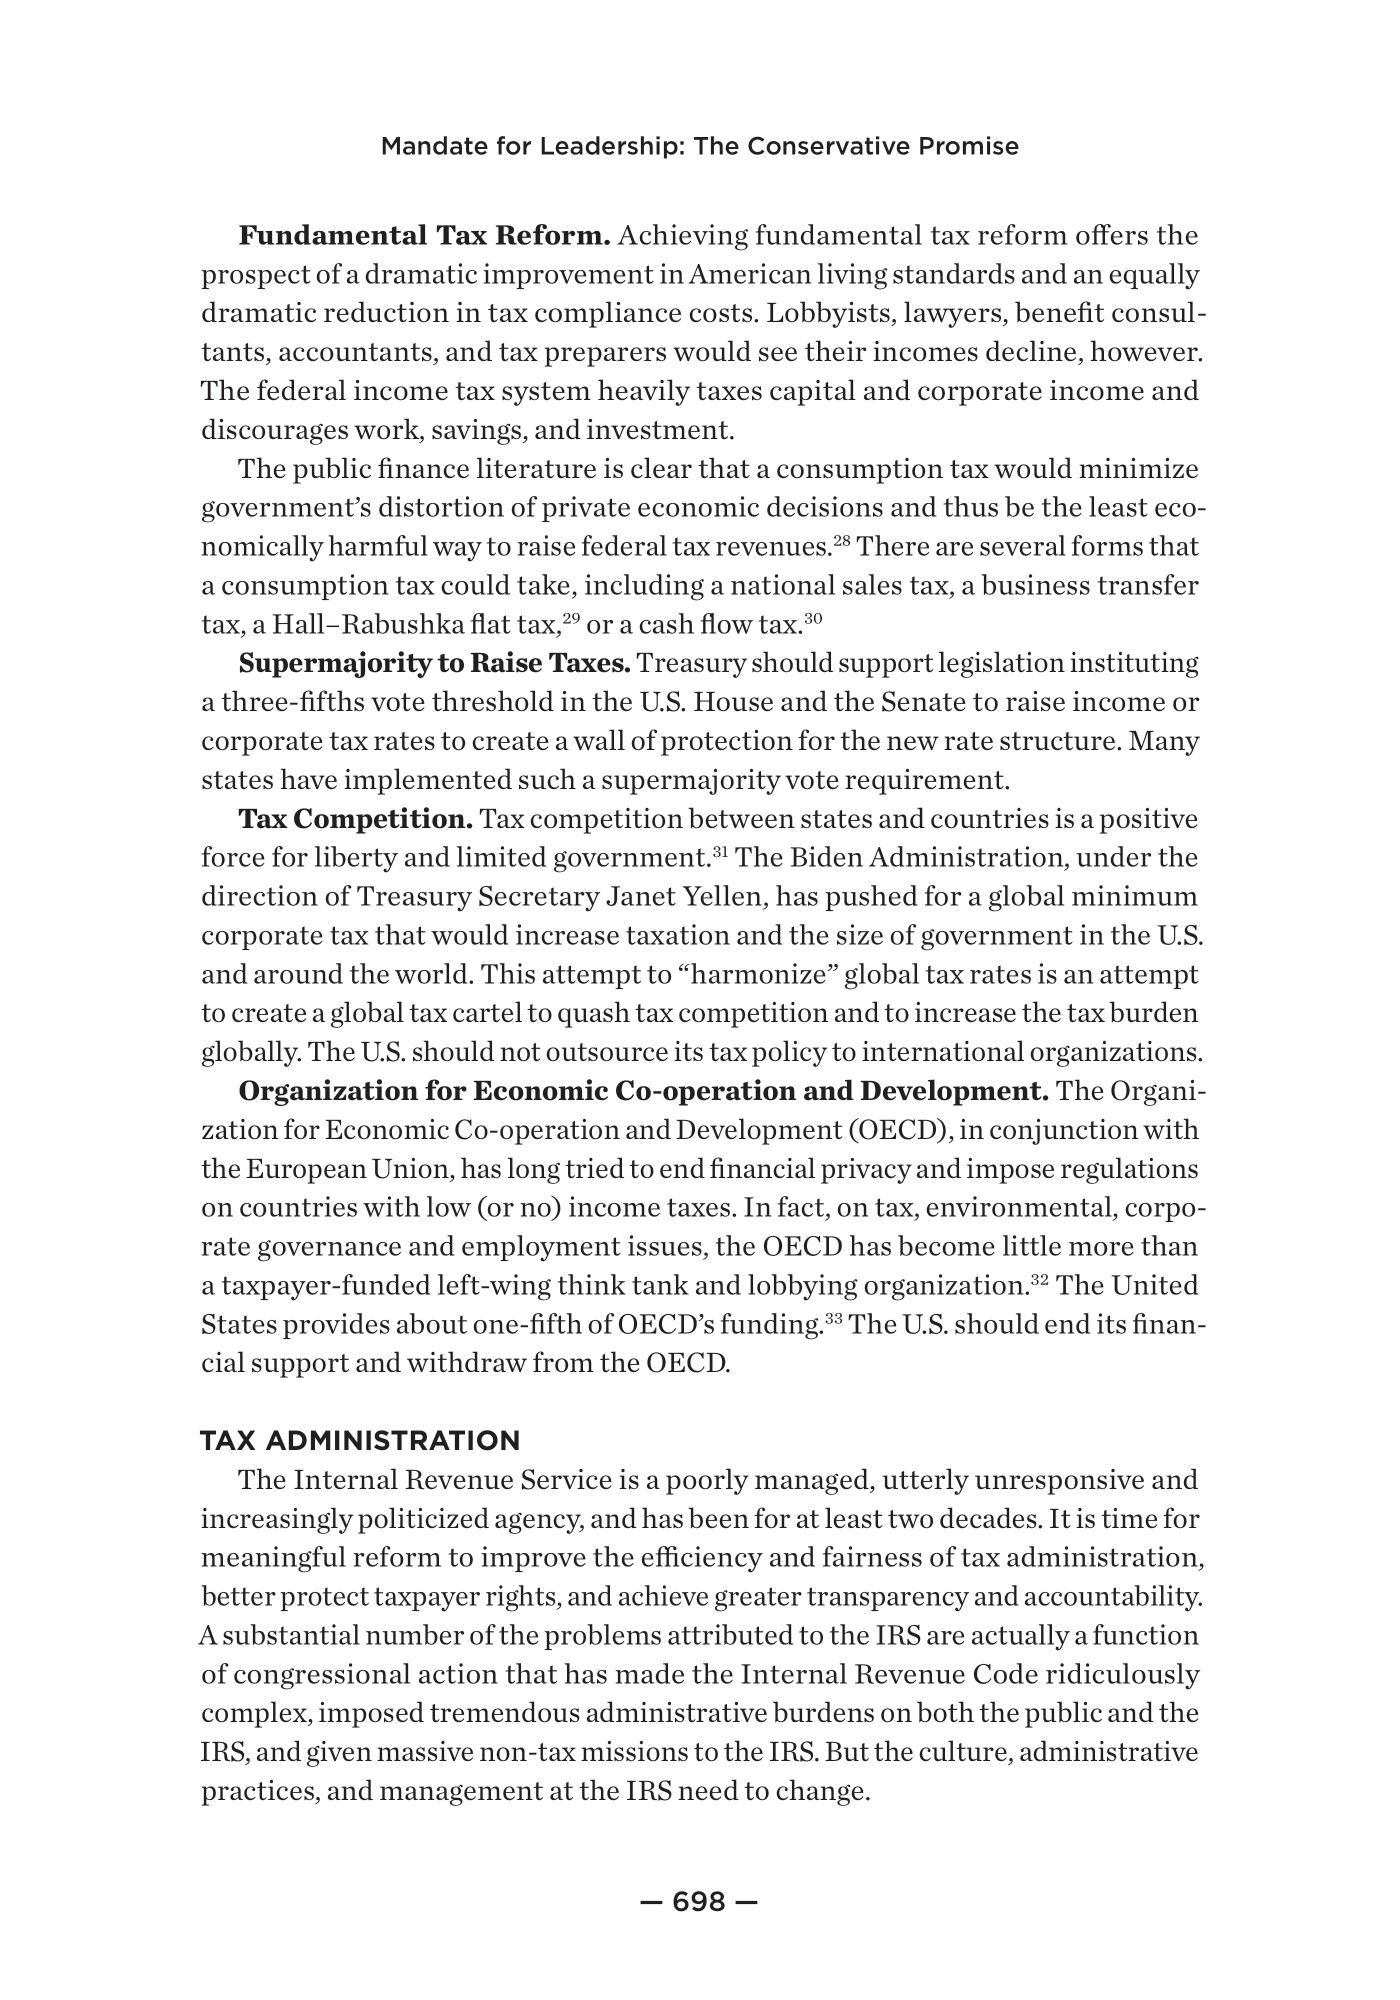 Mandate for Leadership: The Conservative Promise
Fundamental Tax Reform. Achieving fundamental tax reform offers the
prospect of a dramatic improvement in American living standards and an equally
dramatic reduction in tax compliance costs. Lobbyists, lawyers, benefit consul-
tants, accountants, and tax preparers would see their incomes decline, however.
The federal income tax system heavily taxes capital and corporate income and
discourages work, savings, and investment.
The public finance literature is clear that a consumption tax would minimize
government’s distortion of private economic decisions and thus be the least eco-
nomically harmful way to raise federal tax revenues.²⁸ There are several forms that
a consumption tax could take, including a national sales tax, a business transfer
tax, a Hall–Rabushka flat tax,²⁹ or a cash flow tax.³⁰
Supermajority to Raise Taxes. Treasury should support legislation instituting
a three-fifths vote threshold in the U.S. House and the Senate to raise income or
corporate tax rates to create a wall of protection for the new rate structure. Many
states have implemented such a supermajority vote requirement.
Tax Competition. Tax competition between states and countries is a positive
force for liberty and limited government.³¹ The Biden Administration, under the
direction of Treasury Secretary Janet Yellen, has pushed for a global minimum
corporate tax that would increase taxation and the size of government in the U.S.
and around the world. This attempt to “harmonize” global tax rates is an attempt
to create a global tax cartel to quash tax competition and to increase the tax burden
globally. The U.S. should not outsource its tax policy to international organizations.
Organization for Economic Co-operation and Development. The Organi-
zation for Economic Co-operation and Development (OECD), in conjunction with
the European Union, has long tried to end financial privacy and impose regulations
on countries with low (or no) income taxes. In fact, on tax, environmental, corpo-
rate governance and employment issues, the OECD has become little more than
a taxpayer-funded left-wing think tank and lobbying organization.³² The United
States provides about one-fifth of OECD’s funding.³³ The U.S. should end its finan-
cial support and withdraw from the OECD.
TAX ADMINISTRATION
The Internal Revenue Service is a poorly managed, utterly unresponsive and
increasingly politicized agency, and has been for at least two decades. It is time for
meaningful reform to improve the efficiency and fairness of tax administration,
better protect taxpayer rights, and achieve greater transparency and accountability.
A substantial number of the problems attributed to the IRS are actually a function
of congressional action that has made the Internal Revenue Code ridiculously
complex, imposed tremendous administrative burdens on both the public and the
IRS, and given massive non-tax missions to the IRS. But the culture, administrative
practices, and management at the IRS need to change.
— 698 —